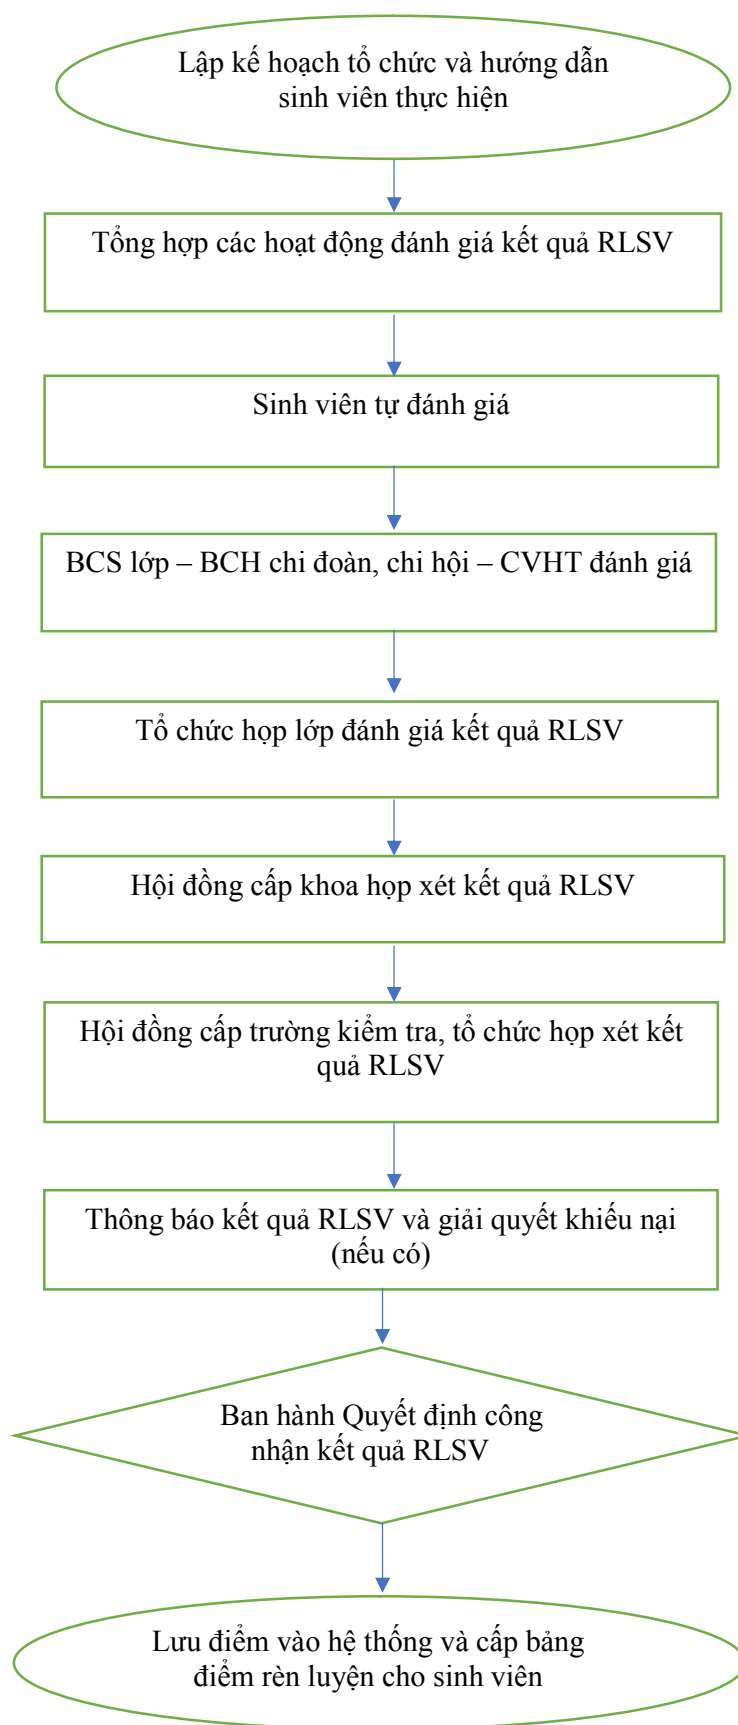 Lập kế hoạch tổ chức và hướng dẫn
sinh viên thực hiện
Tổng hợp các hoạt động đánh giá kết quả RLSV
Sinh viên tự đánh giá
BCS lớp – BCH chi đoàn, chi hội – CVHT đánh giá
Tổ chức họp lớp đánh giá kết quả RLSV
Hội đồng cấp khoa họp xét kết quả RLSV
Hội đồng cấp trường kiểm tra, tổ chức họp xét kết
quả RLSV
Thông báo kết quả RLSV và giải quyết khiếu nại
(nếu có)
Ban hành Quyết định công
nhận kết quả RLSV
Lưu điểm vào hệ thống và cấp bảng
điểm rèn luyện cho sinh viên